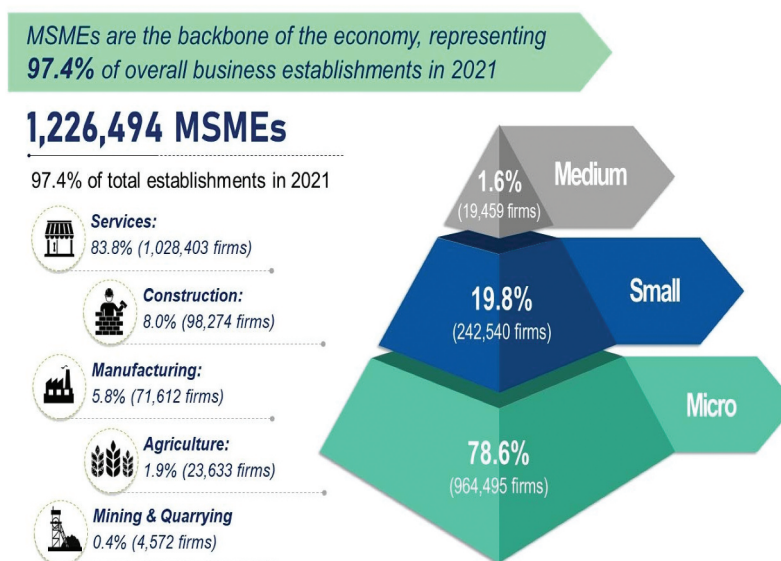 MSMEs are the backbone of the economy, representing
97.4% of overall business establishments in 2021
1,226,494 MSMEs
97.4% of total establishments in 2021
Services:
83.8% (1,028,403 firms)
Construction:
8.0% (98,274 firms)
Manufacturing:
5.8% (71,612 firms)
Agriculture:
1.9% (23,633 firms)
Mining & Quarrying
0.4% (4,572 firms)
1.6%
(19,459 firms)
Medium
19.8%
(242,540 firms)
Small
78.6%
(964,495 firms)
Micro